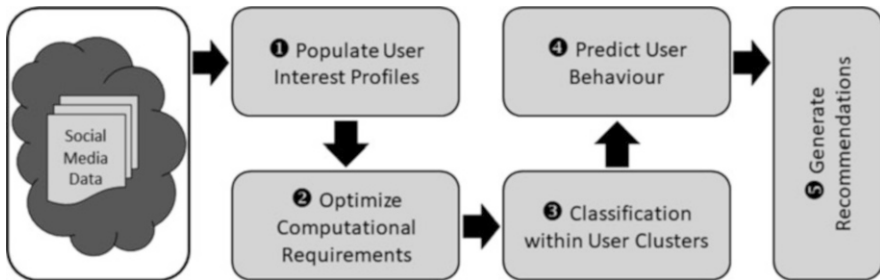 Social
Media
Data
❶ Populate User
Interest Profiles
❷ Optimize
Computational
Requirements
❸ Classification
within User Clusters
❹ Predict User
Behaviour
❺ Generate
Recommendations